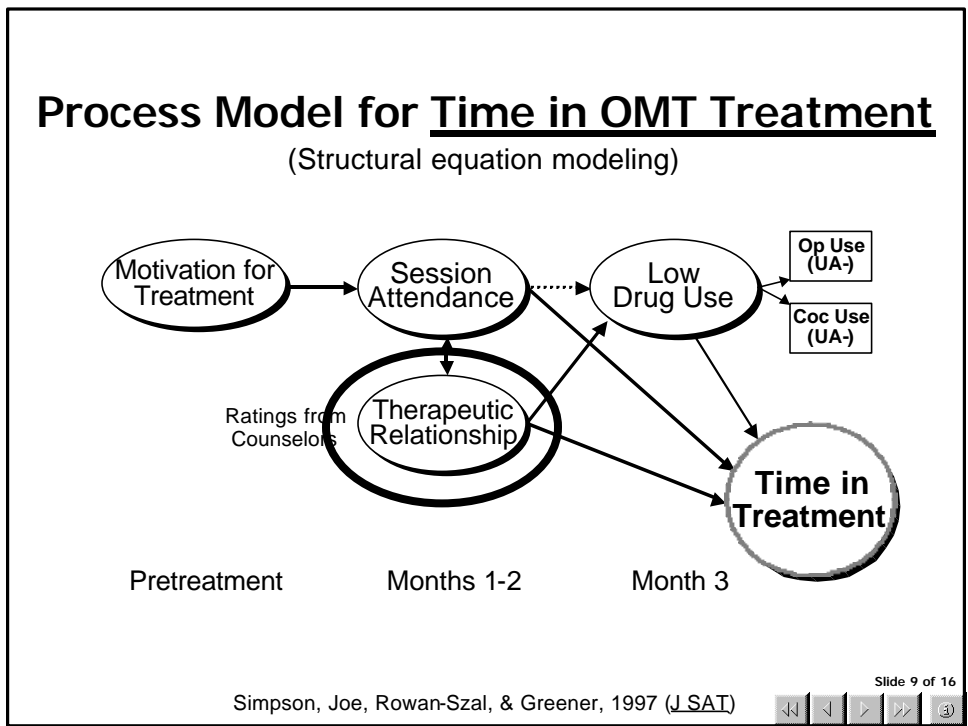 Process Model for Time in OMT Treatment
(Structural equation modeling)
Motivation for
Treatment
Session
Attendance
Low
Drug Use
Op Use
(UA-)
Coc Use
(UA-)
Ratings from
Counselors
Therapeutic
Relationship
Time in
Treatment
Pretreatment
Months 1-2
Month 3
Slide 9 of 16
Simpson, Joe, Rowan-Szal, & Greener, 1997 (J SAT)